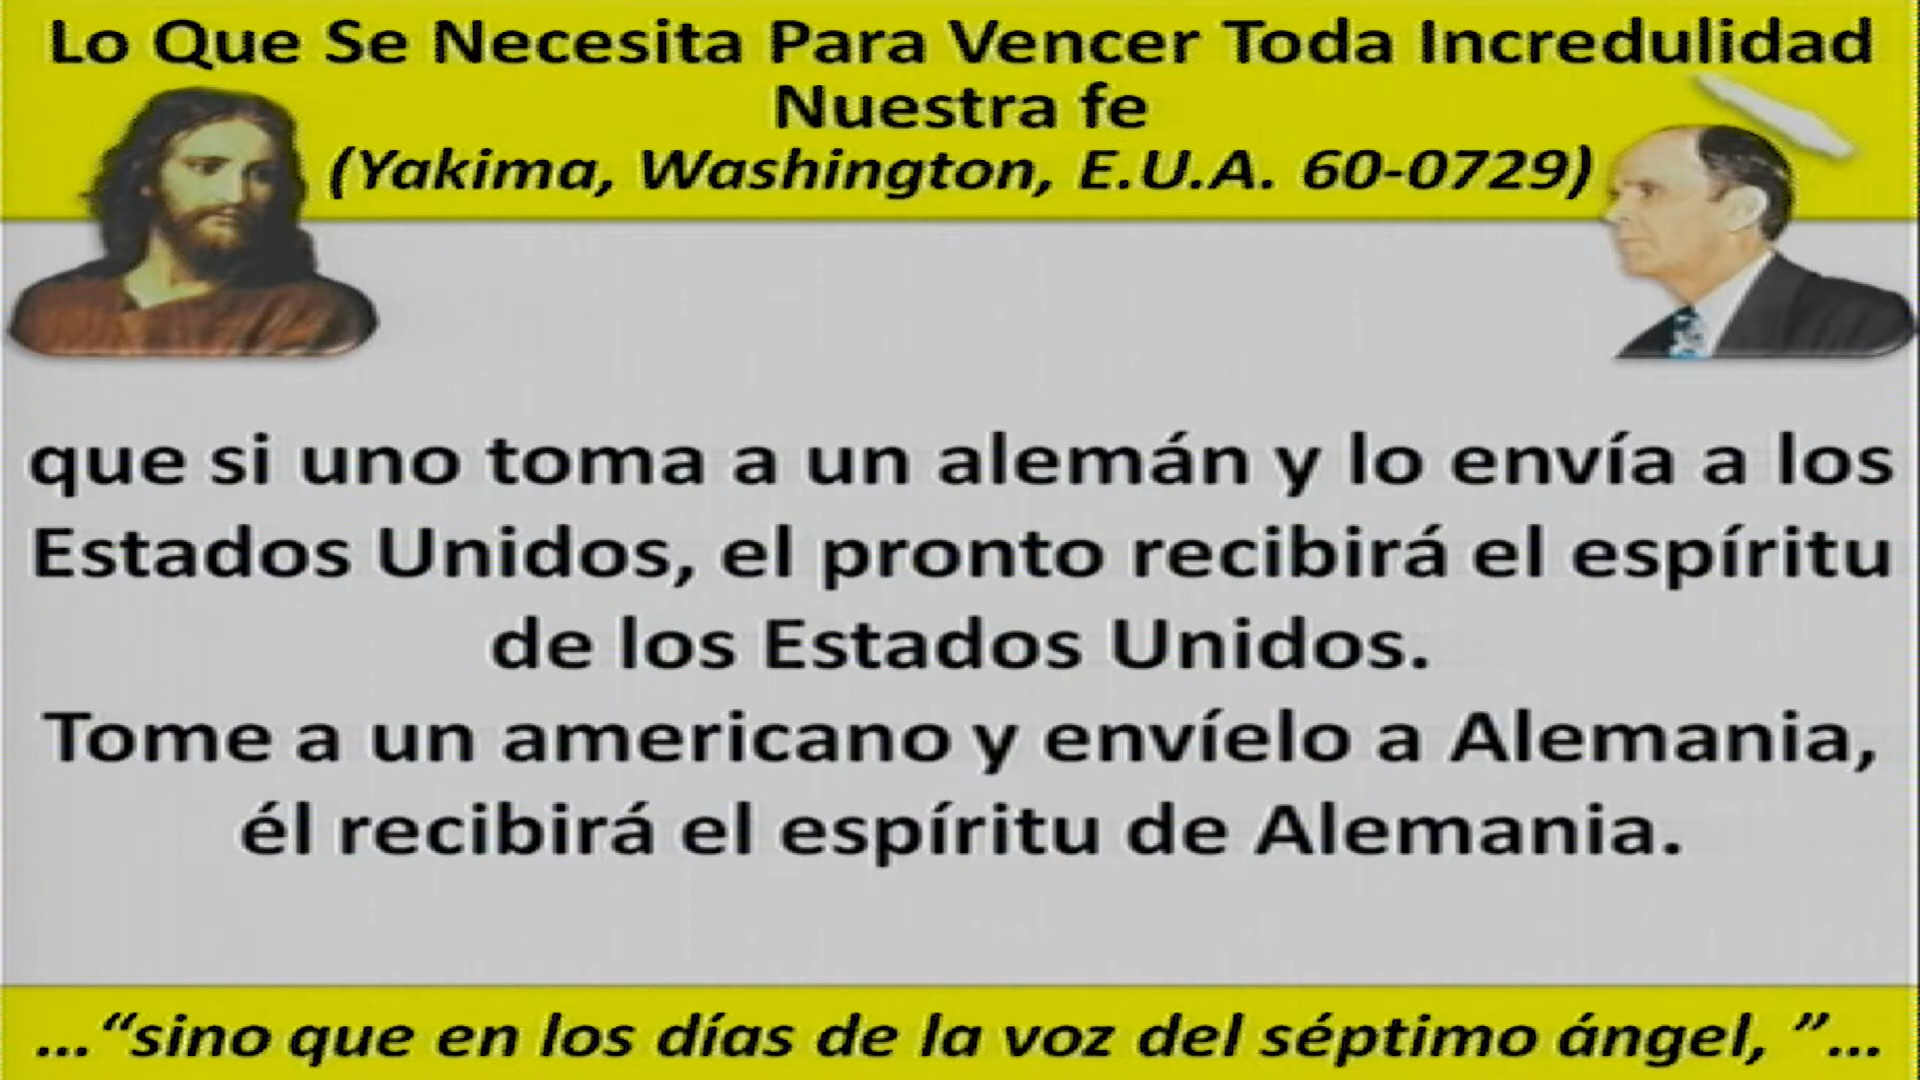 Lo Que Se Necesita Para Vencer Toda Incredulidad
Nuestra fe
(Yakima, Washington, E.U.A. 60-0729)
que si uno toma a un alemán y lo envía a los
Estados Unidos, el pronto recibirá el espíritu
de los Estados Unidos.
Tome a un americano y envíelo a Alemania,
él recibirá el espíritu de Alemania.
...“sino que en los días de la voz del séptimo ángel, ”...